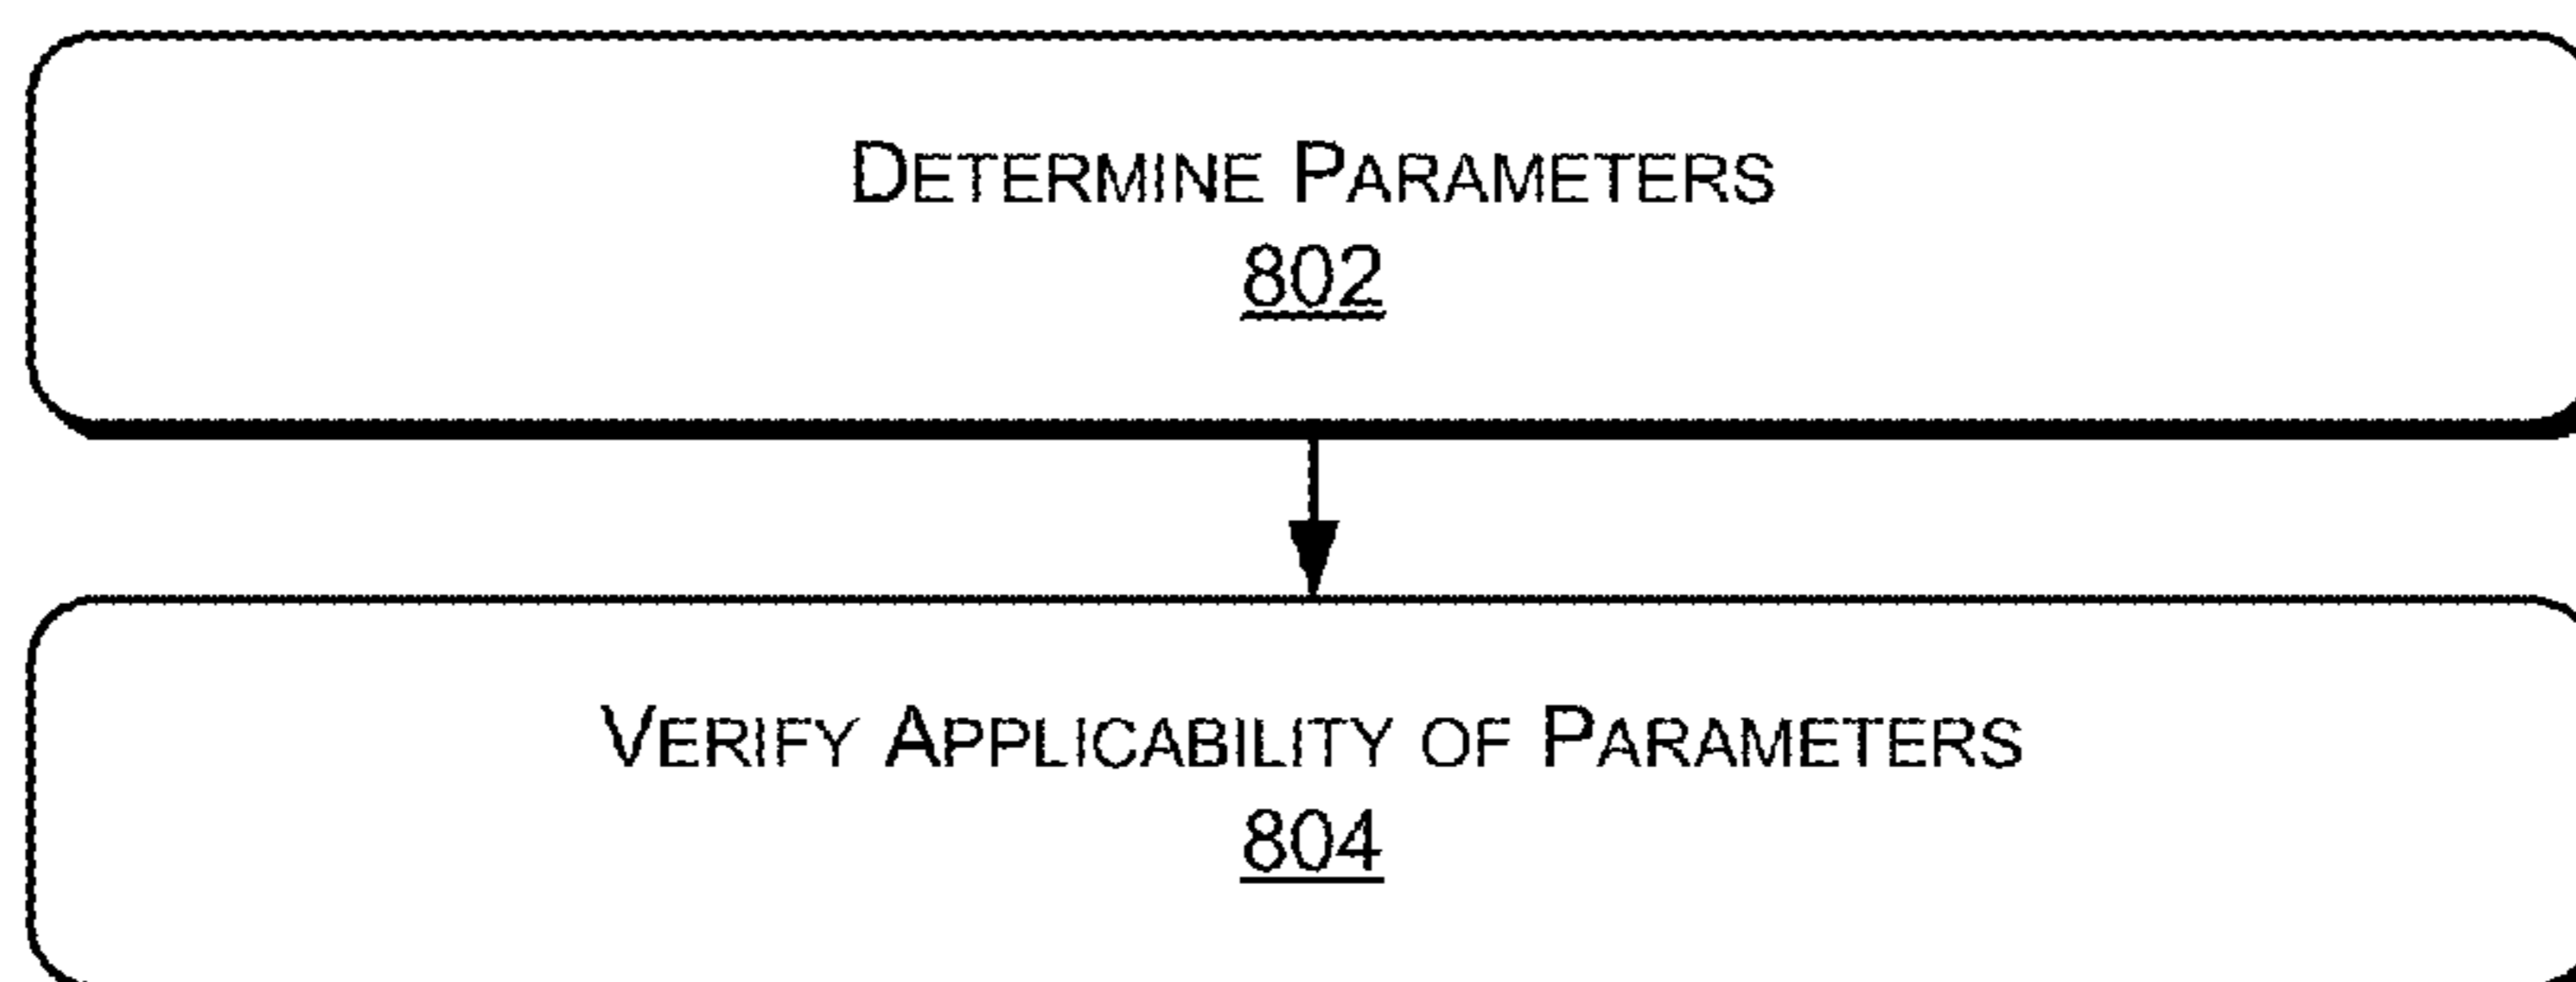 DETERMINE PARAMETERS
802
VERIFY APPLICABILITY OF PARAMETERS
804